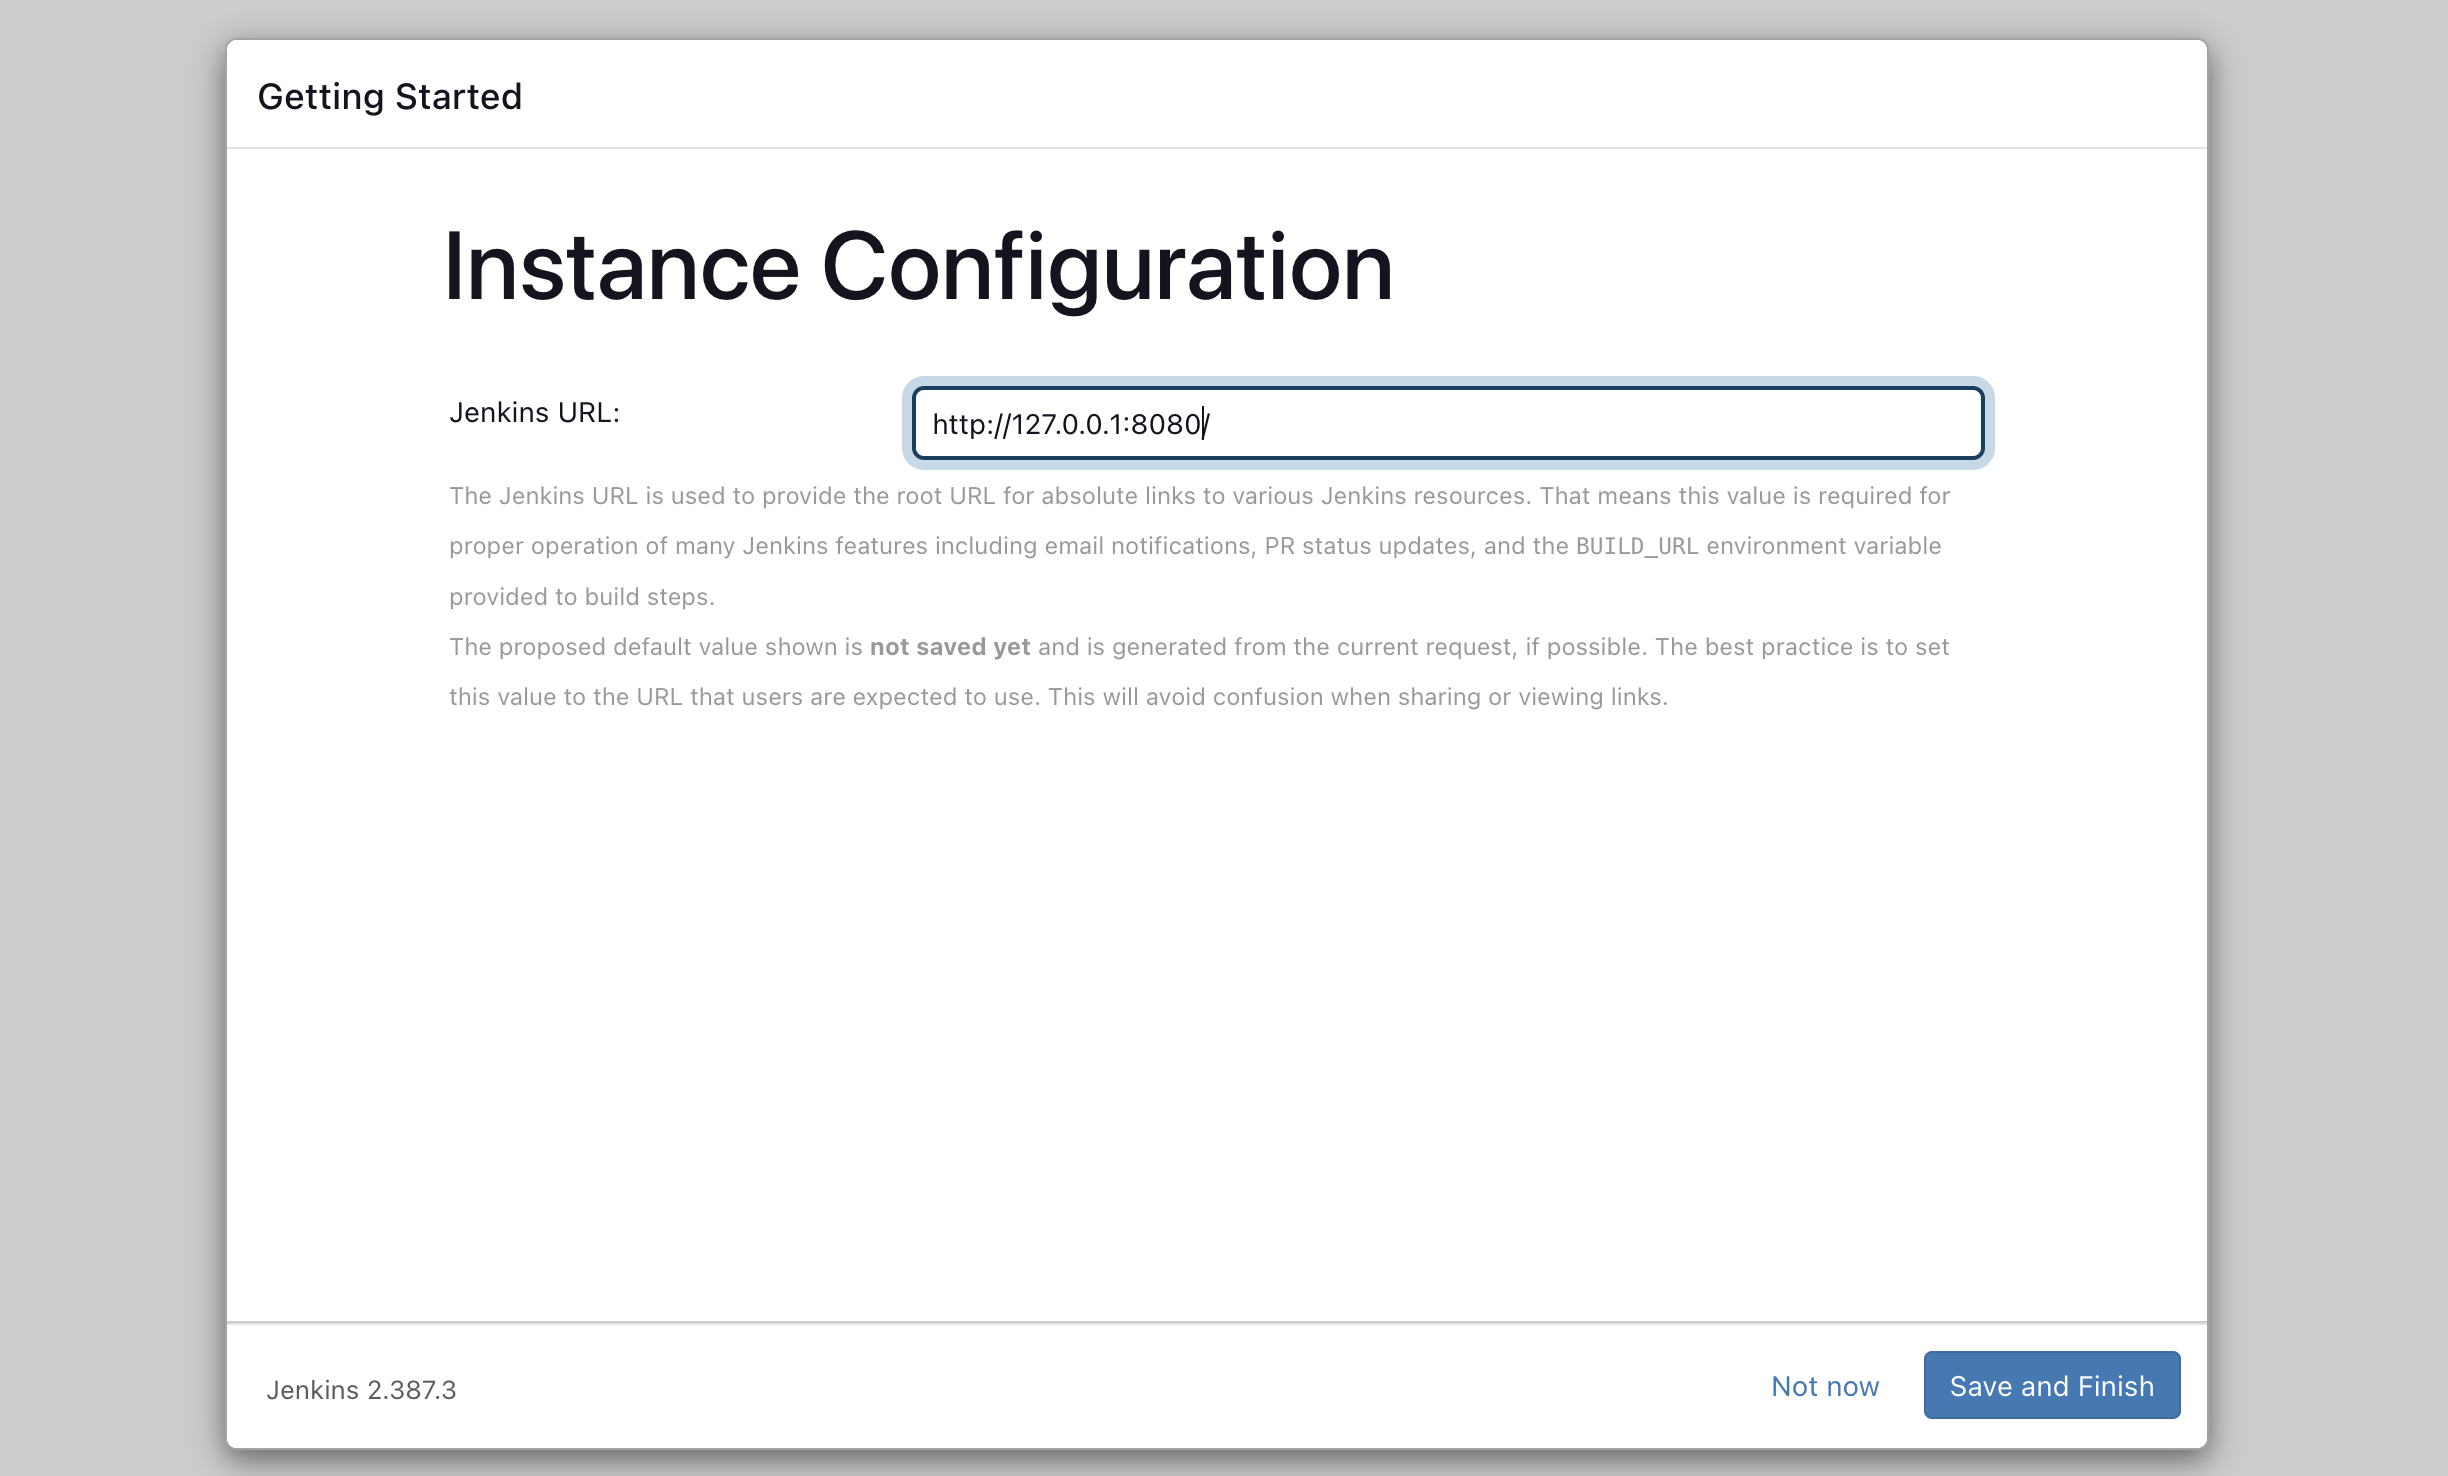 Getting Started
Instance Configuration
Jenkins URL:
http://127.0.0.1:8080/
The Jenkins URL is used to provide the root URL for absolute links to various Jenkins resources. That means this value is required for
proper operation of many Jenkins features including email notifications, PR status updates, and the BUILD_URL environment variable
provided to build steps.
The proposed default value shown is not saved yet and is generated from the current request, if possible. The best practice is to set
this value to the URL that users are expected to use. This will avoid confusion when sharing or viewing links.
Jenkins 2.387.3
Not now
Save and Finish